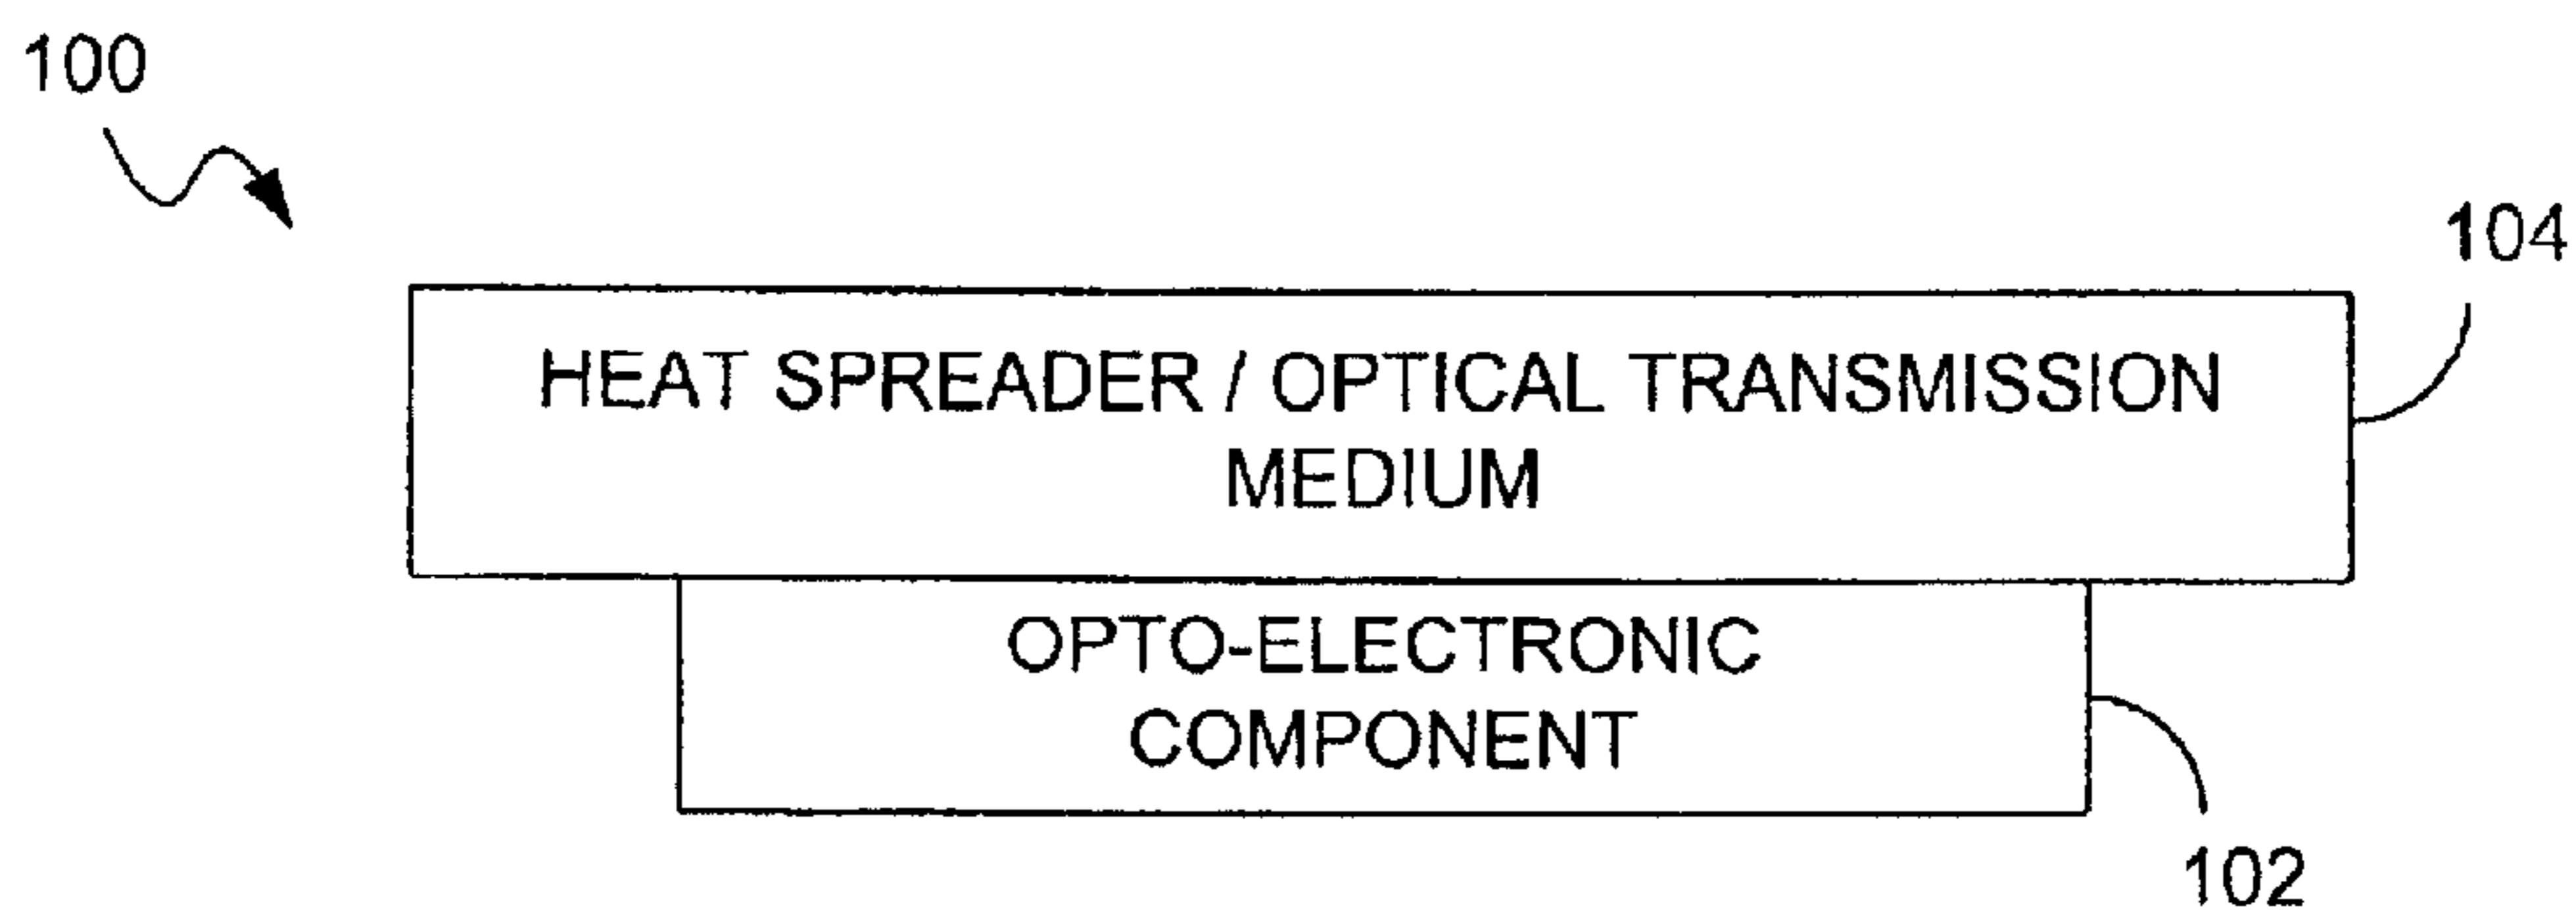 100
104
HEAT SPREADER / OPTICAL TRANSMISSION
MEDIUM
OPTO-ELECTRONIC
COMPONENT
102